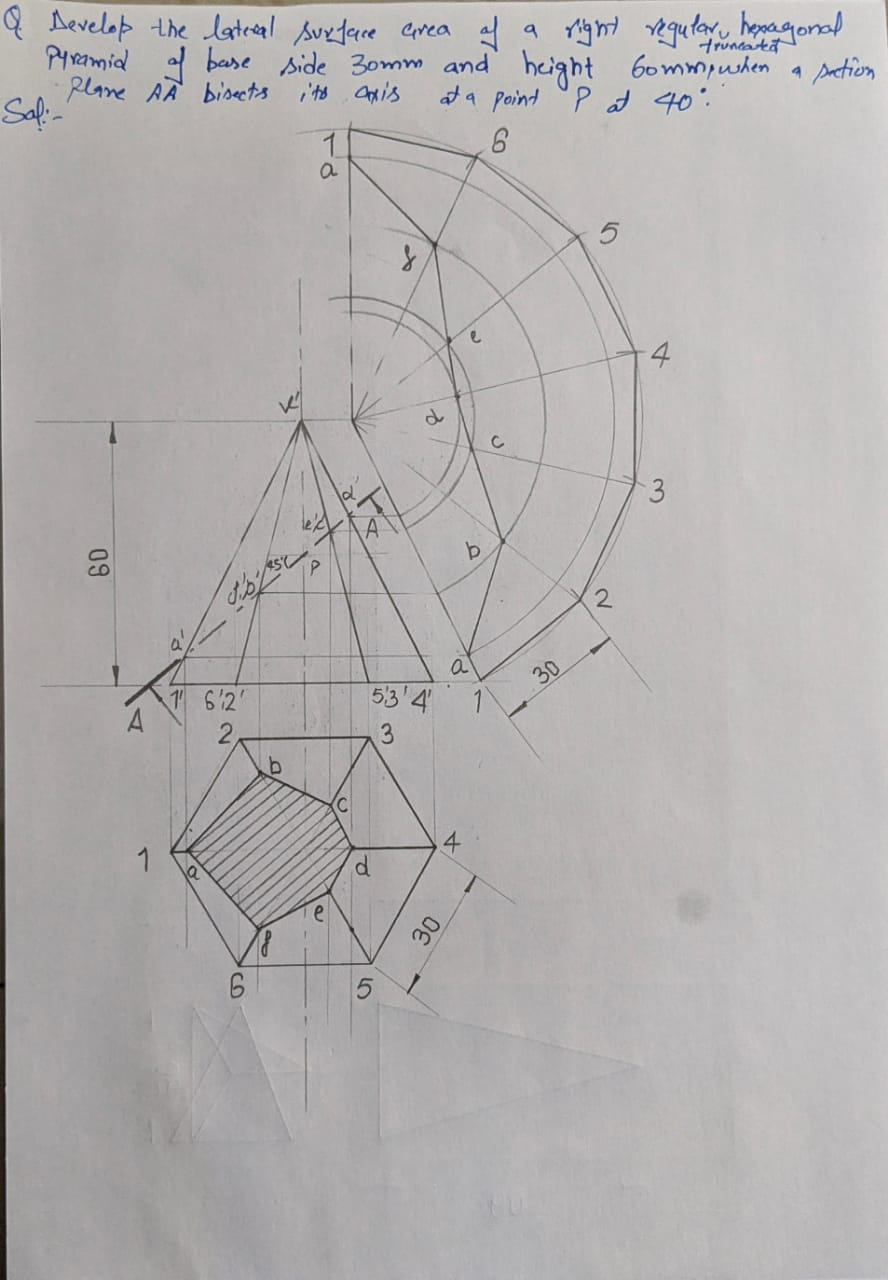 Q. Develop the lateral surface area of a right regular, hexagonal
truncated
Pyramid of base side 30mm and height 60mm, when a section
Plane AA bisects its axis at a point P at 40°.
Sol:-
1
a
6
f
5
e
4
d
c
3
b
2
a
1
30
V'
d'
e'c'
A
45°
P
f'b'
a'
60
A
1'
6'2'
5'3'
4'
2
3
b
c
1
a
d
4
e
f
6
5
30